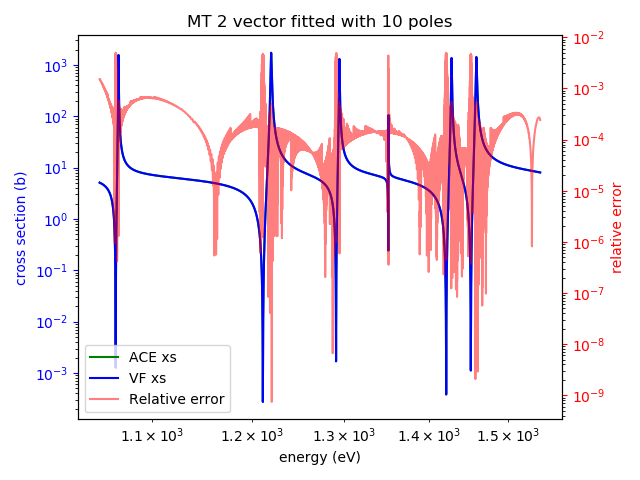 MT 2 vector fitted with 10 poles
10³
10²
10¹
10⁰
10⁻¹
10⁻²
10⁻³
cross section (b)
10⁻²
10⁻³
10⁻⁴
10⁻⁵
10⁻⁶
10⁻⁷
10⁻⁸
10⁻⁹
relative error
ACE xs
VF xs
Relative error
1.1 × 10³ 1.2 × 10³ 1.3 × 10³ 1.4 × 10³ 1.5 × 10³
energy (eV)